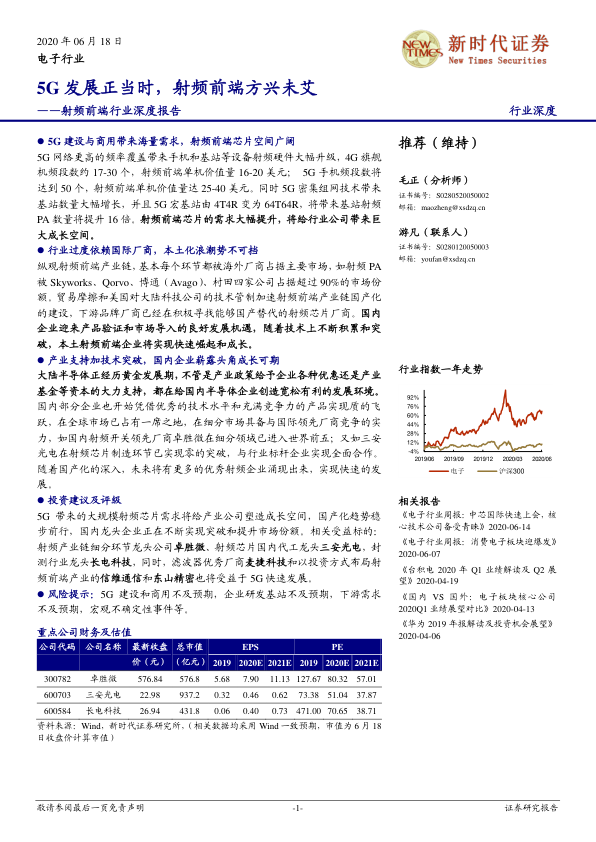 2020 年 06 月 18 日
电子行业
新时代证券
NEW TIMES
New Times Securities
5G 发展正当时，射频前端方兴未艾
——射频前端行业深度报告
行业深度
● 5G 建设与商用带来海量需求，射频前端芯片空间广阔
5G 网络更高的频率覆盖带来手机和基站等设备射频硬件大幅升级，4G 旗舰
机频段数约 17-30 个，射频前端单机价值量 16-20 美元； 5G 手机频段数将
达到 50 个，射频前端单机价值量达 25-40 美元。同时 5G 密集组网技术带来
基站数量大幅增长，并且 5G 宏基站由 4T4R 变为 64T64R，将带来基站射频
PA 数量将提升 16 倍。射频前端芯片的需求大幅提升，将给行业公司带来巨
大成长空间。
● 行业过度依赖国际厂商，本土化浪潮势不可挡
纵观射频前端产业链，基本每个环节都被海外厂商占据主要市场，如射频 PA
被 Skyworks、Qorvo、博通（Avago）、村田四家公司占据超过 90%的市场份
额。贸易摩擦和美国对大陆科技公司的技术管制加速射频前端产业链国产化
的建设，下游品牌厂商已经在积极寻找能够国产替代的射频芯片厂商。国内
企业迎来产品验证和市场导入的良好发展机遇，随着技术上不断积累和突
破，本土射频前端企业将实现快速崛起和成长。
● 产业支持加技术突破，国内企业崭露头角成长可期
大陆半导体正经历黄金发展期，不管是产业政策给予企业各种优惠还是产业
基金等资本的大力支持，都在给国内半导体企业创造宽松有利的发展环境。
国内部分企业也开始凭借优秀的技术水平和充满竞争力的产品实现质的飞
跃，在全球市场已占有一席之地，在细分市场具备与国际领先厂商竞争的实
力，如国内射频开关领先厂商卓胜微在细分领域已进入世界前五；又如三安
光电在射频芯片制造环节已实现零的突破，与行业标杆企业实现全面合作。
随着国产化的深入，未来将有更多的优秀射频企业涌现出来，实现快速的发
展。
● 投资建议及评级
5G 带来的大规模射频芯片需求将给产业公司塑造成长空间，国产化趋势稳
步前行，国内龙头企业正在不断实现突破和提升市场份额。相关受益标的：
射频产业链细分环节龙头公司卓胜微、射频芯片国内代工龙头三安光电，封
测行业龙头长电科技，同时，滤波器优秀厂商麦捷科技和以投资方式布局射
频前端产业的信维通信和东山精密也将受益于 5G 快速发展。
● 风险提示：5G 建设和商用不及预期，企业研发基站不及预期，下游需求
不及预期，宏观不确定性事件等。
重点公司财务及估值
公司代码 公司名称 最新收盘价（元） 总市值（亿元） EPS PE
2019 2020E 2021E 2019 2020E 2021E
300782 卓胜微 576.84 576.8 5.68 7.90 11.13 127.67 80.32 57.01
600703 三安光电 22.98 937.2 0.32 0.46 0.62 73.38 51.04 37.87
600584 长电科技 26.94 431.8 0.06 0.40 0.73 471.00 70.65 38.71
资料来源：Wind，新时代证券研究所，（相关数据均采用 Wind 一致预期，市值为 6 月 18
日收盘价计算市值）
推荐（维持）
毛正（分析师）
证书编号：S0280520050002
邮箱：maozheng@xsdzq.cn
游凡（联系人）
证书编号：S0280120050003
邮箱：youfan@xsdzq.cn
行业指数一年走势
92%
76%
60%
44%
28%
12%
-4%
2019/06 2019/09 2019/12 2020/03 2020/06
电子 沪深300
相关报告
《电子行业周报：中芯国际快速上会，核
心技术公司备受青睐》2020-06-14
《电子行业周报：消费电子板块迎爆发》
2020-06-07
《台积电 2020 年 Q1 业绩解读及 Q2 展
望》2020-04-19
《国内 VS 国外：电子板块核心公司
2020Q1 业绩展望对比》2020-04-13
《华为 2019 年报解读及投资机会展望》
2020-04-06
敬请参阅最后一页免责声明
-1-
证券研究报告